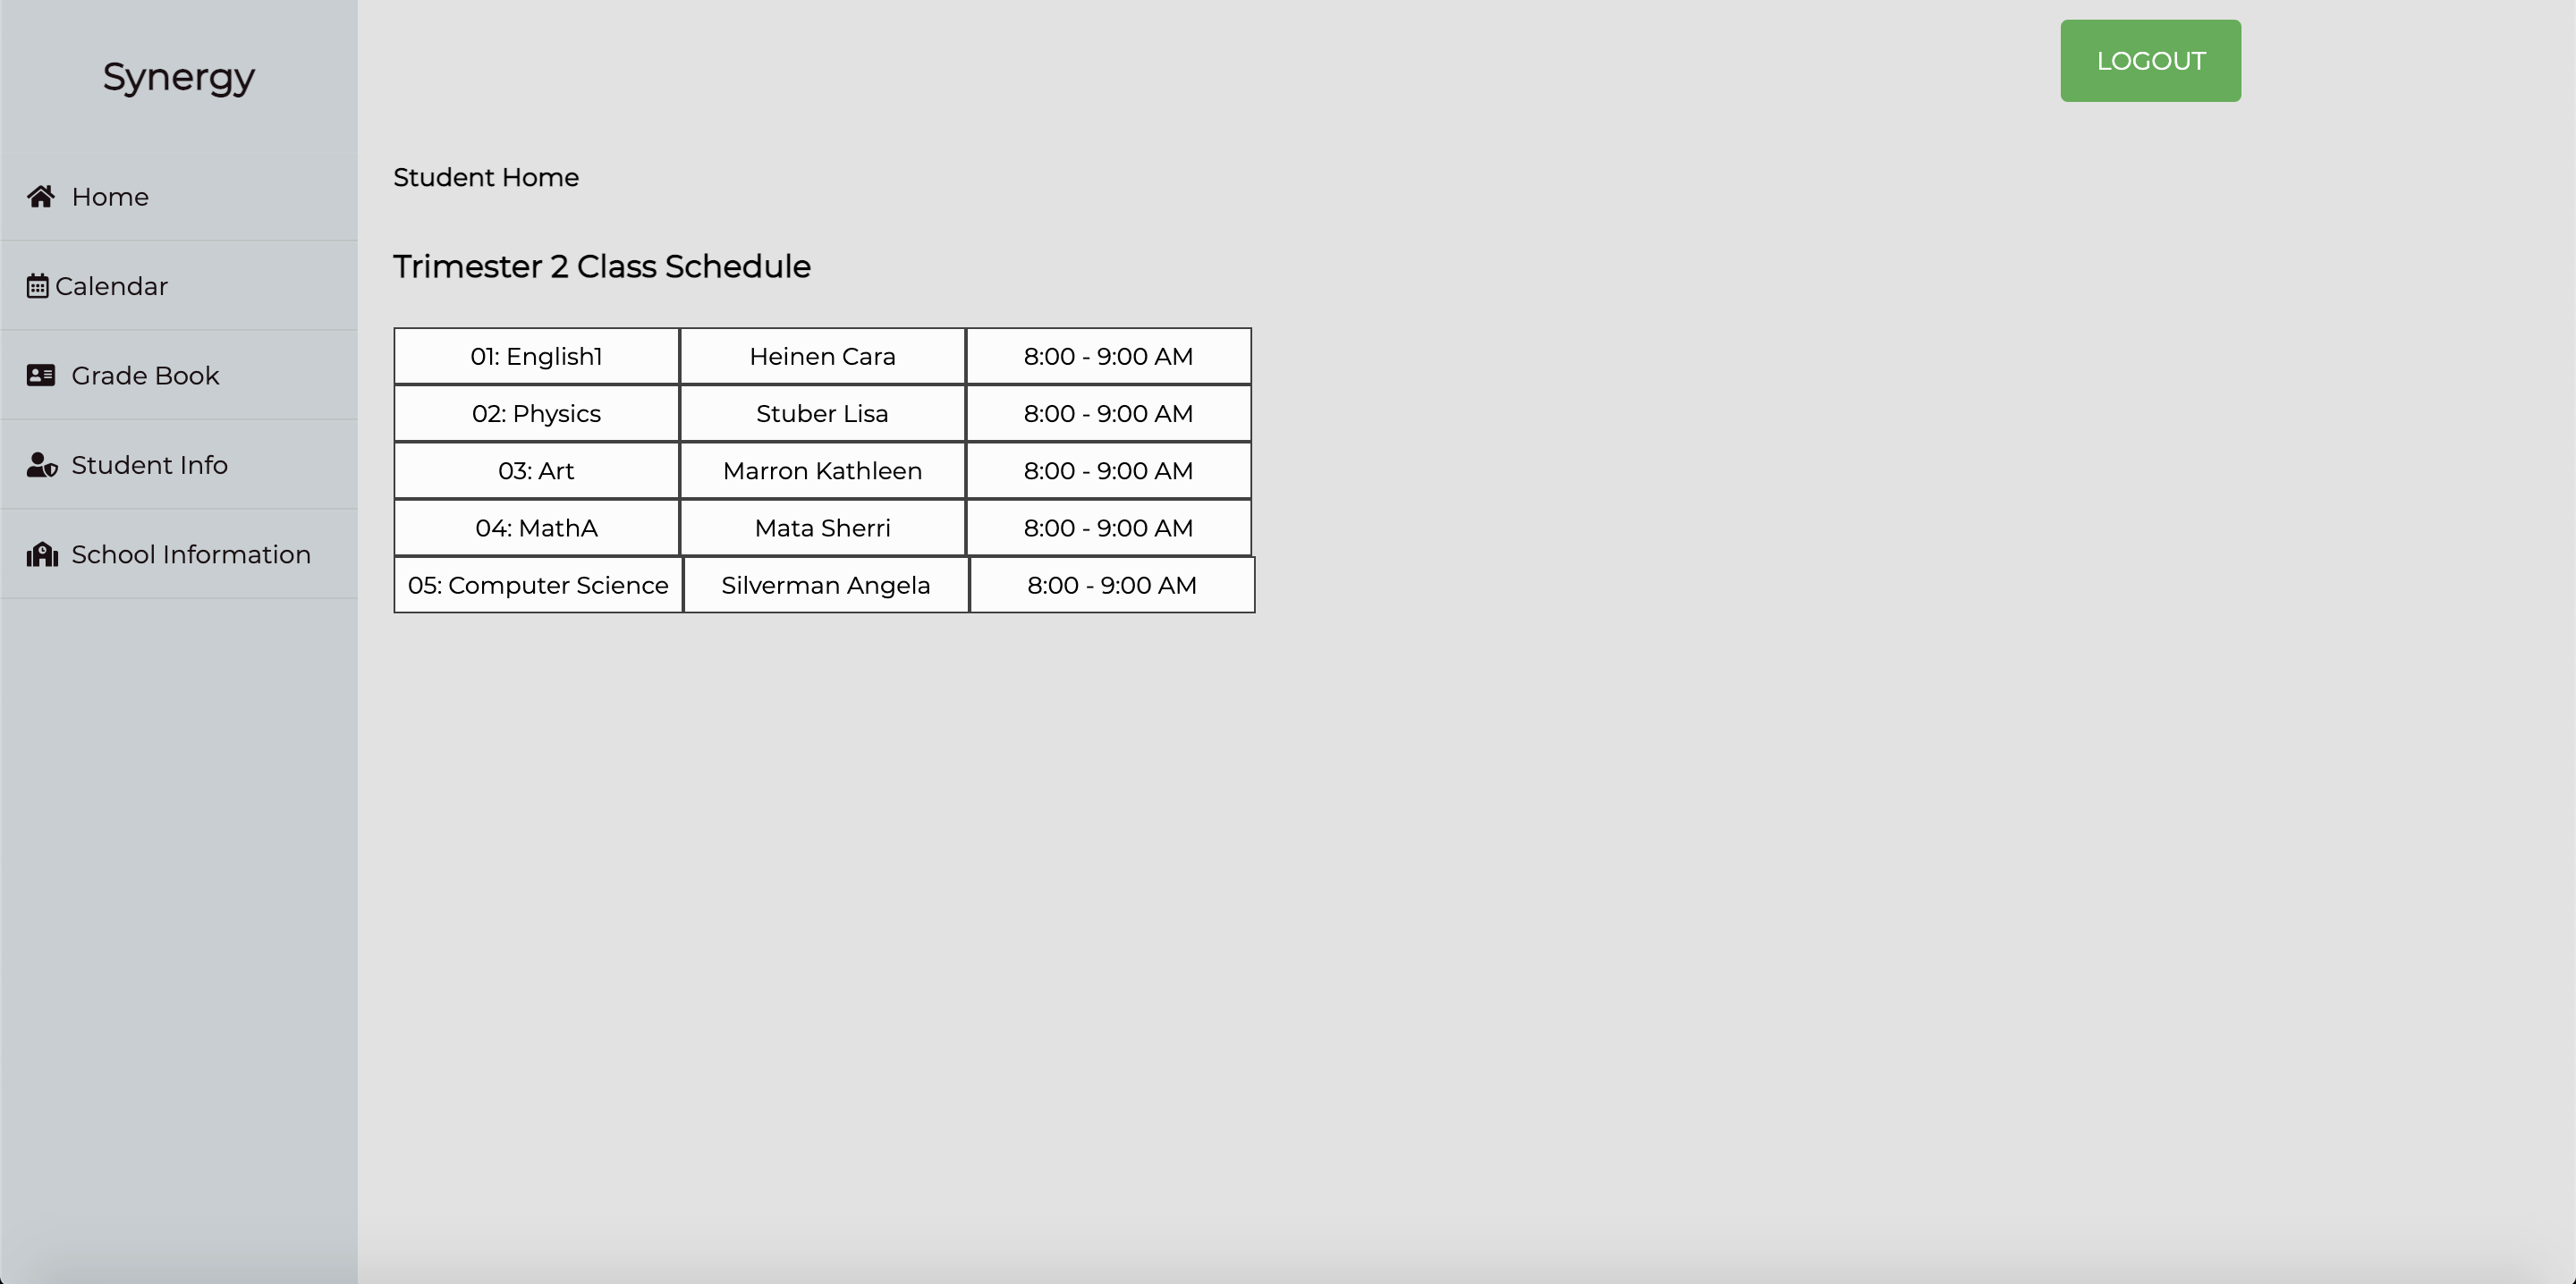 Synergy
LOGOUT
Home
Calendar
Grade Book
Student Info
School Information
Student Home
Trimester 2 Class Schedule
01: English1 Heinen Cara 8:00 - 9:00 AM
02: Physics Stuber Lisa 8:00 - 9:00 AM
03: Art Marron Kathleen 8:00 - 9:00 AM
04: MathA Mata Sherri 8:00 - 9:00 AM
05: Computer Science Silverman Angela 8:00 - 9:00 AM